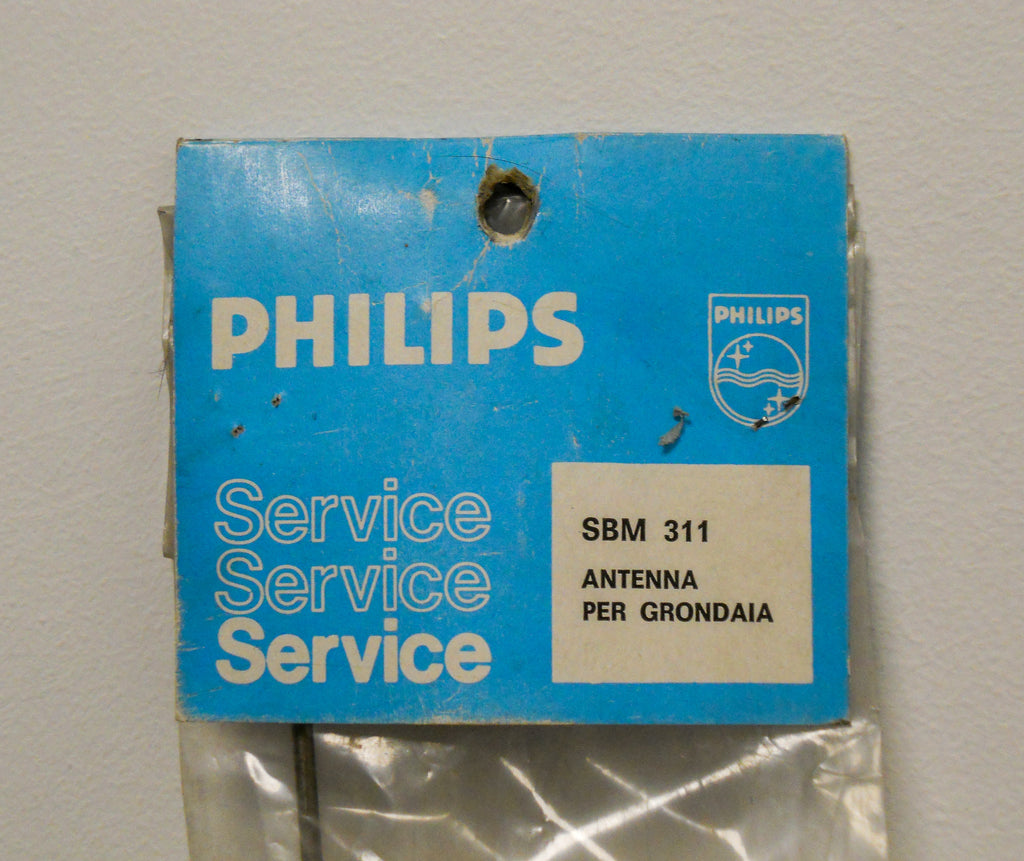 PHILIPS
PHILIPS
Service
Service
Service
SBM 311
ANTENNA
PER GRONDAIA